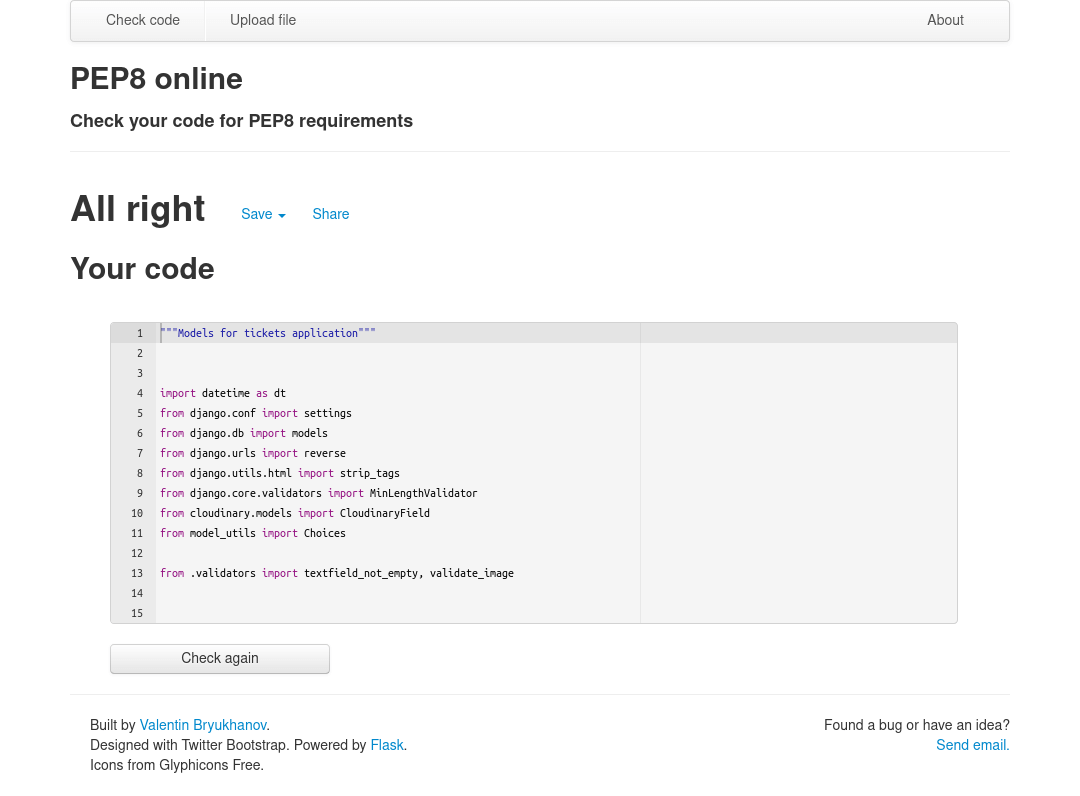 Check code Upload file About
PEP8 online
Check your code for PEP8 requirements
All right Save Share
Your code
1 """Models for tickets application"""
2
3
4 import datetime as dt
5 from django.conf import settings
6 from django.db import models
7 from django.urls import reverse
8 from django.utils.html import strip_tags
9 from django.core.validators import MinLengthValidator
10 from cloudinary.models import CloudinaryField
11 from model_utils import Choices
12
13 from .validators import textfield_not_empty, validate_image
14
15
Check again
Built by Valentin Bryukhanov.
Designed with Twitter Bootstrap. Powered by Flask.
Icons from Glyphicons Free.
Found a bug or have an idea?
Send email.